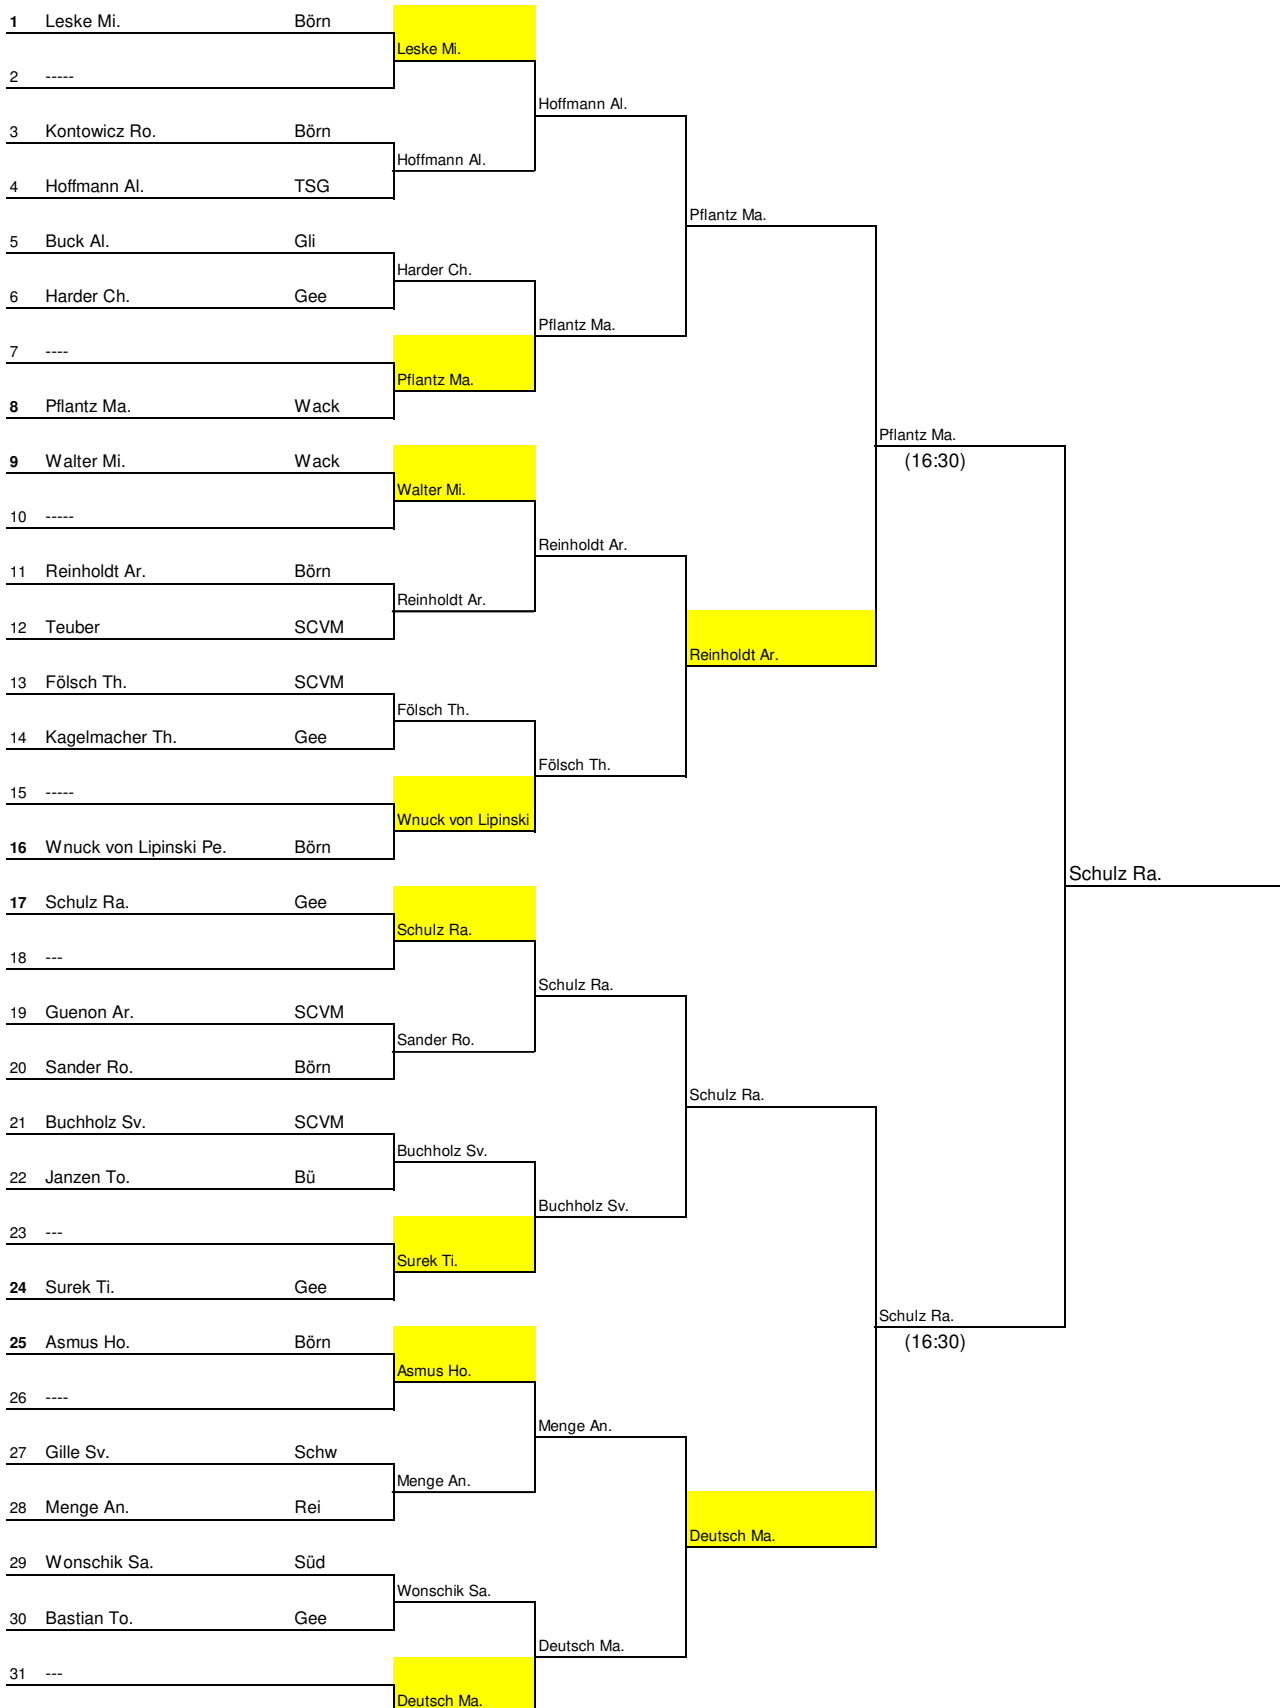 1 Leske Mi. Börn
Leske Mi.
2 -----
Hoffmann Al.
3 Kontowicz Ro. Börn
Hoffmann Al.
4 Hoffmann Al. TSG
Pflantz Ma.
5 Buck Al. Gli
Harder Ch.
6 Harder Ch. Gee
Pflantz Ma.
7 ----
Pflantz Ma.
8 Pflantz Ma. Wack
Pflantz Ma.
(16:30)
9 Walter Mi. Wack
Walter Mi.
10 -----
Reinholdt Ar.
11 Reinholdt Ar. Börn
Reinholdt Ar.
12 Teuber SCVM
Reinholdt Ar.
13 Fölsch Th. SCVM
Fölsch Th.
14 Kagelmacher Th. Gee
Fölsch Th.
15 -----
Wnuck von Lipinski
16 Wnuck von Lipinski Pe. Börn
Schulz Ra.
17 Schulz Ra. Gee
Schulz Ra.
18 ---
Schulz Ra.
19 Guenon Ar. SCVM
Sander Ro.
20 Sander Ro. Börn
Schulz Ra.
21 Buchholz Sv. SCVM
Buchholz Sv.
22 Janzen To. Bü
Buchholz Sv.
23 ---
Surek Ti.
24 Surek Ti. Gee
Schulz Ra.
(16:30)
25 Asmus Ho. Börn
Asmus Ho.
26 ----
Menge An.
27 Gille Sv. Schw
Menge An.
28 Menge An. Rei
Deutsch Ma.
29 Wonschik Sa. Süd
Wonschik Sa.
30 Bastian To. Gee
Deutsch Ma.
31 ---
Deutsch Ma.